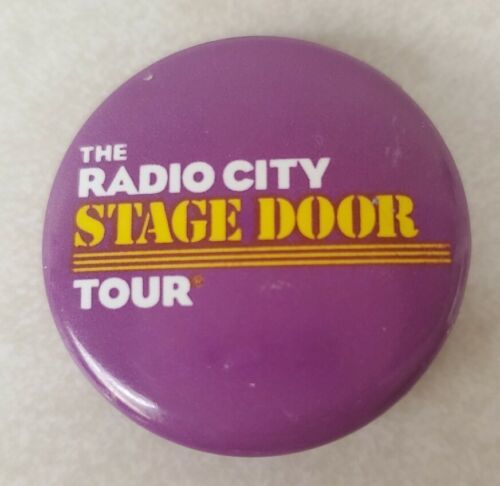 THE
RADIO CITY
STAGE DOOR
TOUR®